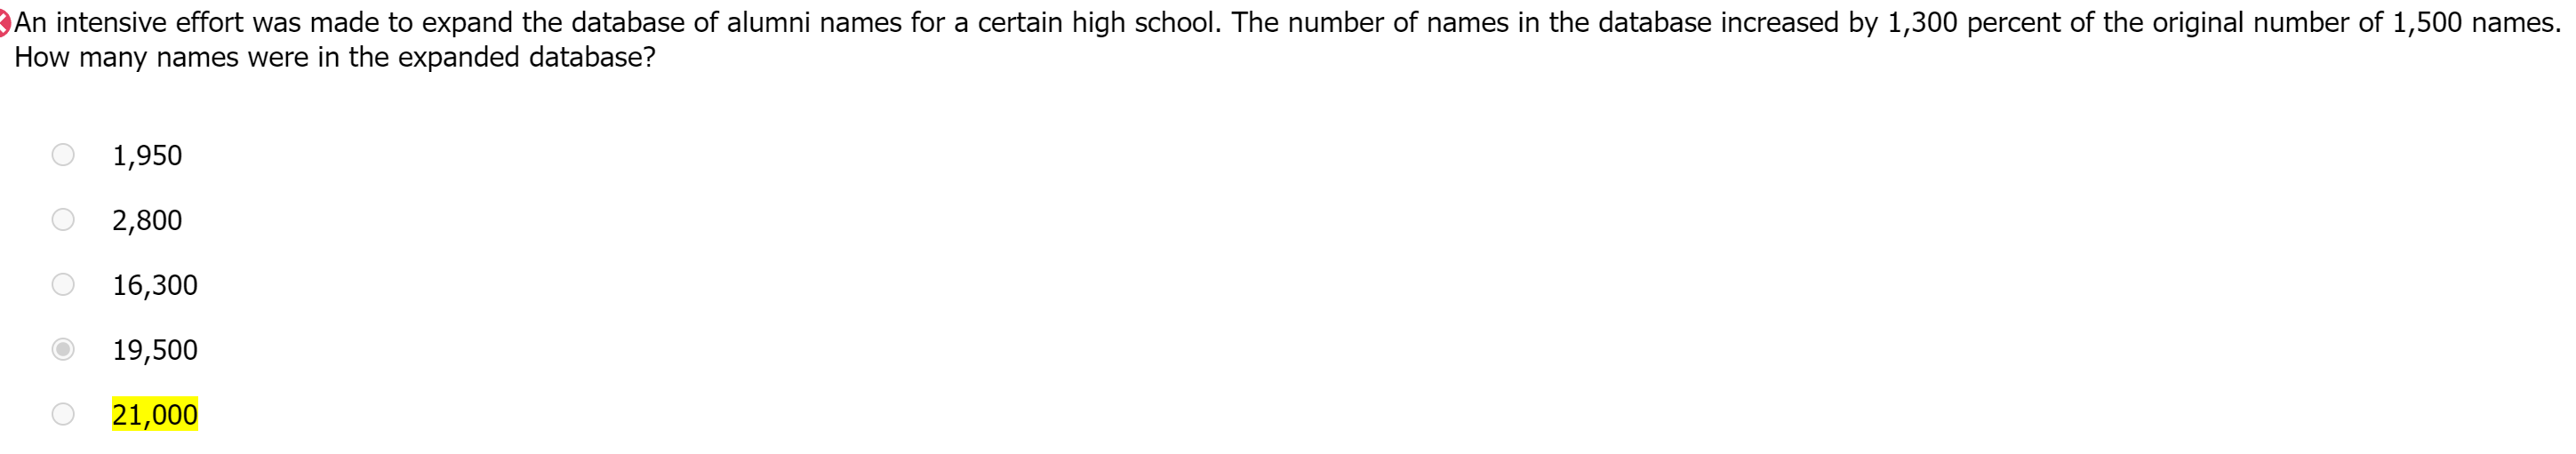 An intensive effort was made to expand the database of alumni names for a certain high school. The number of names in the database increased by 1,300 percent of the original number of 1,500 names.
How many names were in the expanded database?
1,950
2,800
16,300
19,500
21,000